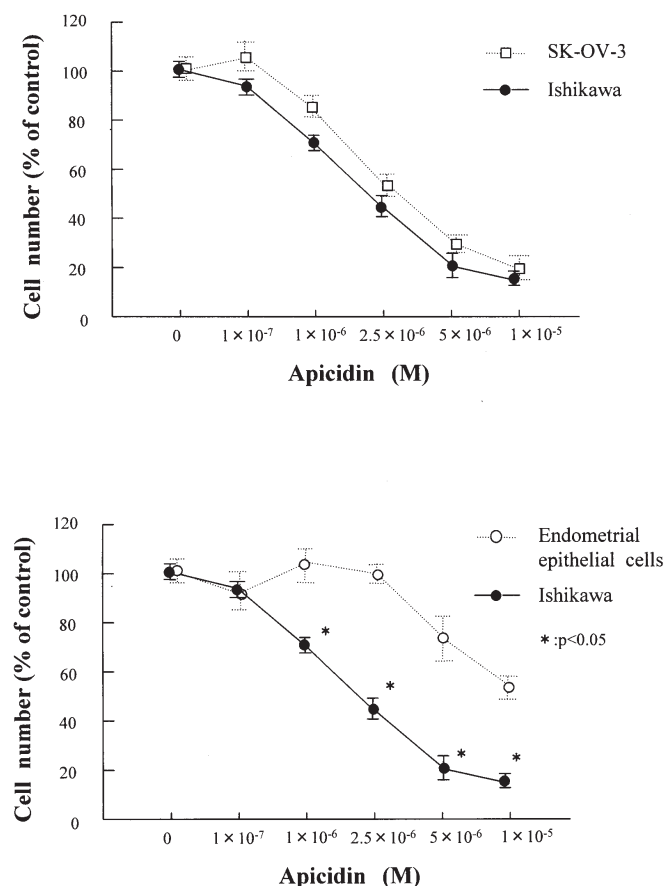 120
100
80
60
40
20
0
Cell number (% of control)
SK-OV-3
Ishikawa
0
1 × 10⁻⁷
1 × 10⁻⁶
2.5 × 10⁻⁶
5 × 10⁻⁶
1 × 10⁻⁵
Apicidin (M)
120
100
80
60
40
20
0
Cell number (% of control)
Endometrial
epithelial cells
Ishikawa
* :p<0.05
*
*
*
*
0
1 × 10⁻⁷
1 × 10⁻⁶
2.5 × 10⁻⁶
5 × 10⁻⁶
1 × 10⁻⁵
Apicidin (M)